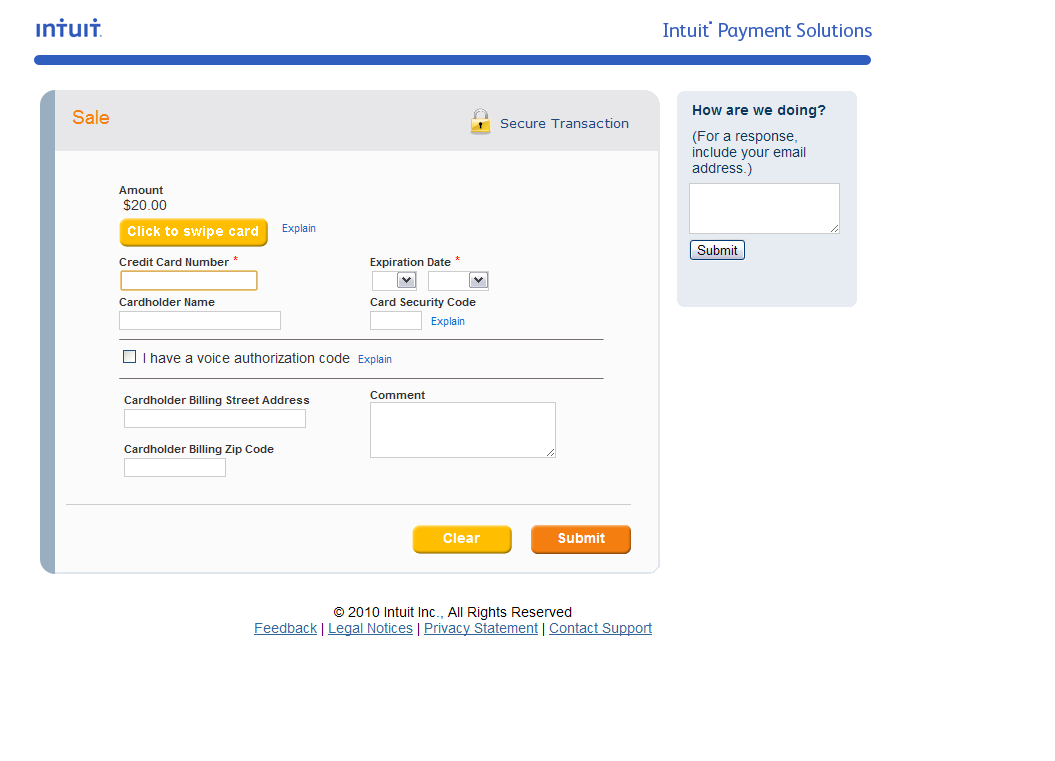 INTUIT.
Intuit® Payment Solutions
Sale
Secure Transaction
How are we doing?
(For a response,
include your email
address.)
Submit
Amount
$20.00
Click to swipe card
Explain
Credit Card Number *
Expiration Date *
Cardholder Name
Card Security Code
Explain
I have a voice authorization code Explain
Cardholder Billing Street Address
Comment
Cardholder Billing Zip Code
Clear
Submit
© 2010 Intuit Inc., All Rights Reserved
Feedback | Legal Notices | Privacy Statement | Contact Support